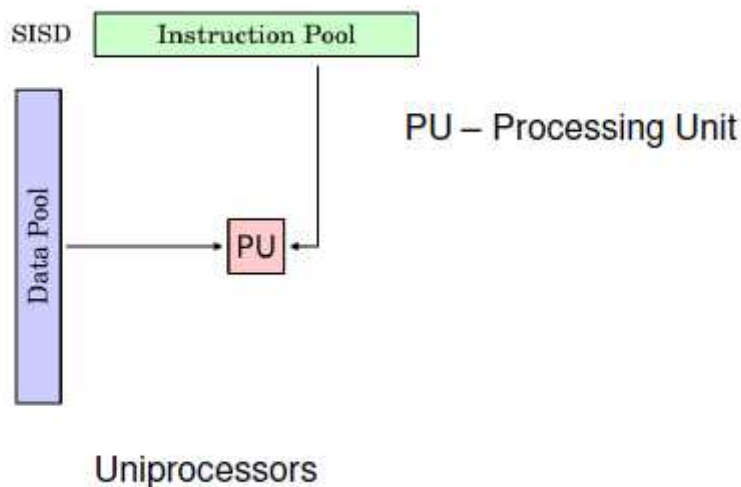 SISD
Instruction Pool
PU – Processing Unit
Data Pool
PU
Uniprocessors